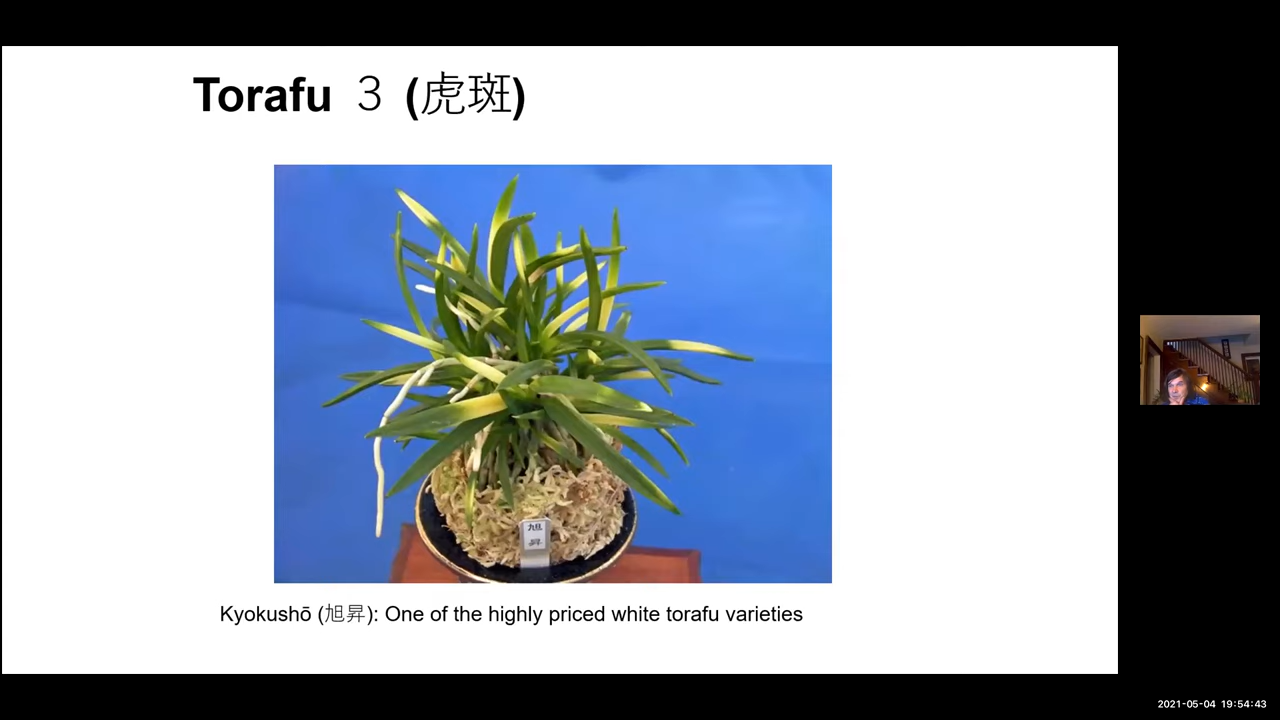 Torafu ３ (虎斑)
旭
昇
Kyokushō (旭昇): One of the highly priced white torafu varieties
2021-05-04 19:54:43